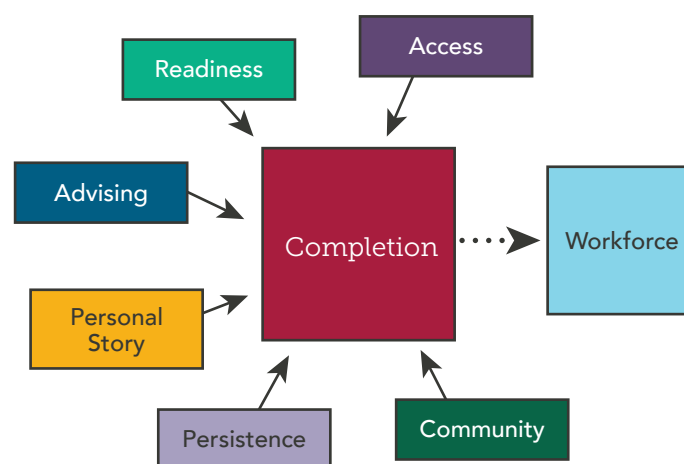 Access
Readiness
Advising
Completion
Workforce
Personal
Story
Persistence
Community